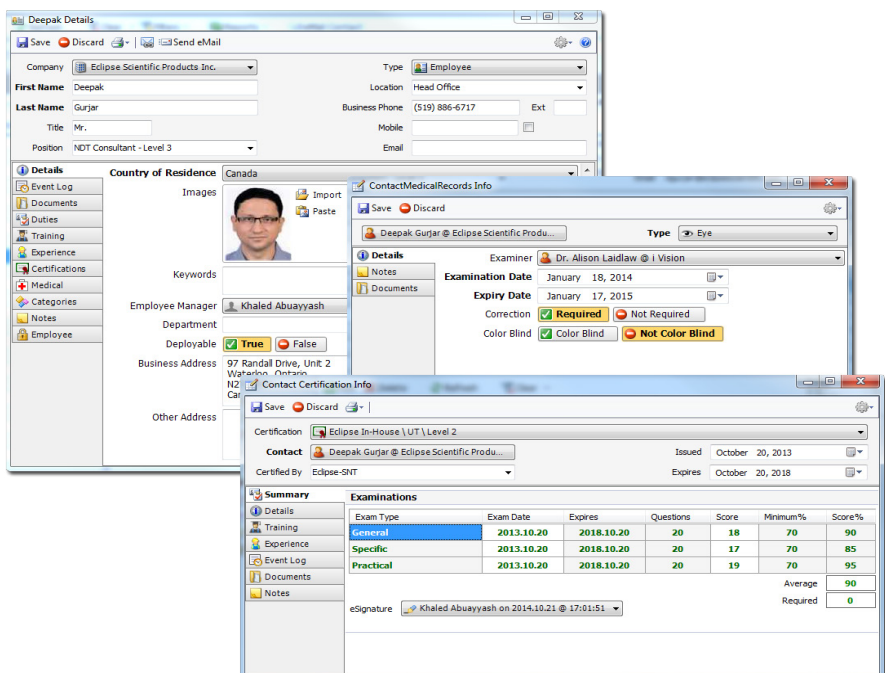 Deepak Details
Save Discard Send eMail
Company Eclipse Scientific Products Inc. Type Employee
First Name Deepak Location Head Office
Last Name Gurjar Business Phone (519) 886-6717 Ext
Title Mr. Mobile
Position NDT Consultant - Level 3 Email
Details
Event Log
Documents
Duties
Training
Experience
Certifications
Medical
Categories
Notes
Employee
Country of Residence Canada
Images Import
Paste
Keywords
Employee Manager Khaled Abuayyash
Department
Deployable True False
Business Address 97 Randall Drive, Unit 2
Waterloo, Ontario
N2
Ca
Other Address
ContactMedicalRecords Info
Save Discard
Deepak Gurjar @ Eclipse Scientific Produ... Type Eye
Details
Notes
Documents
Examiner Dr. Alison Laidlaw @ i Vision
Examination Date January 18, 2014
Expiry Date January 17, 2015
Correction Required Not Required
Color Blind Color Blind Not Color Blind
Contact Certification Info
Save Discard
Certification Eclipse In-House \ UT \ Level 2
Contact Deepak Gurjar @ Eclipse Scientific Produ... Issued October 20, 2013
Certified By Eclipse-SNT Expires October 20, 2018
Summary
Details
Training
Experience
Event Log
Documents
Notes
Examinations
Exam Type Exam Date Expires Questions Score Minimum% Score%
General 2013.10.20 2018.10.20 20 18 70 90
Specific 2013.10.20 2018.10.20 20 17 70 85
Practical 2013.10.20 2018.10.20 20 19 70 95
Average 90
Required 0
eSignature Khaled Abuayyash on 2014.10.21 @ 17:01:51